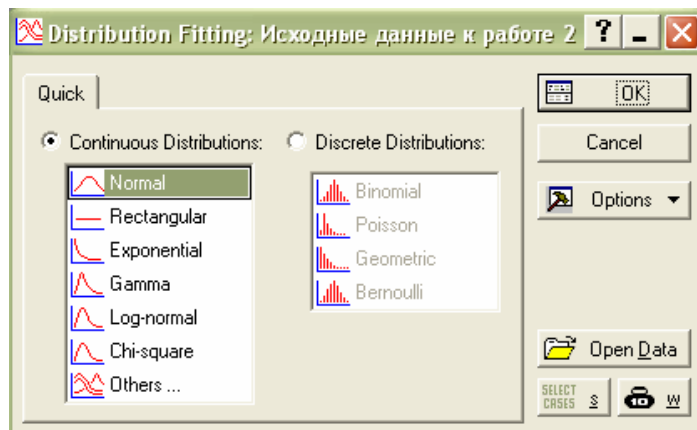 Distribution Fitting: Исходные данные к работе 2
Quick
Continuous Distributions:
Normal
Rectangular
Exponential
Gamma
Log-normal
Chi-square
Others ...
Discrete Distributions:
Binomial
Poisson
Geometric
Bernoulli
OK
Cancel
Options
Open Data
SELECT
CASES
S
W